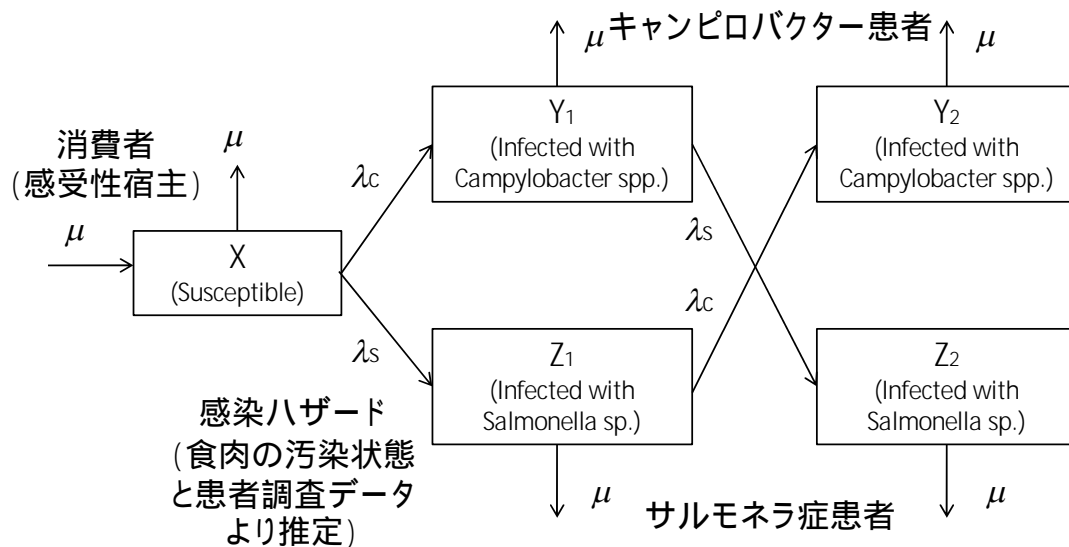 μ キャンピロバクター患者 μ
消費者
(感受性宿主)
μ
μ
X
(Susceptible)
λC
λS
Y1
(Infected with
Campylobacter spp.)
Y2
(Infected with
Campylobacter spp.)
λS
λC
Z1
(Infected with
Salmonella sp.)
Z2
(Infected with
Salmonella sp.)
感染ハザード
(食肉の汚染状態
と患者調査データ
より推定)
μ サルモネラ症患者 μ